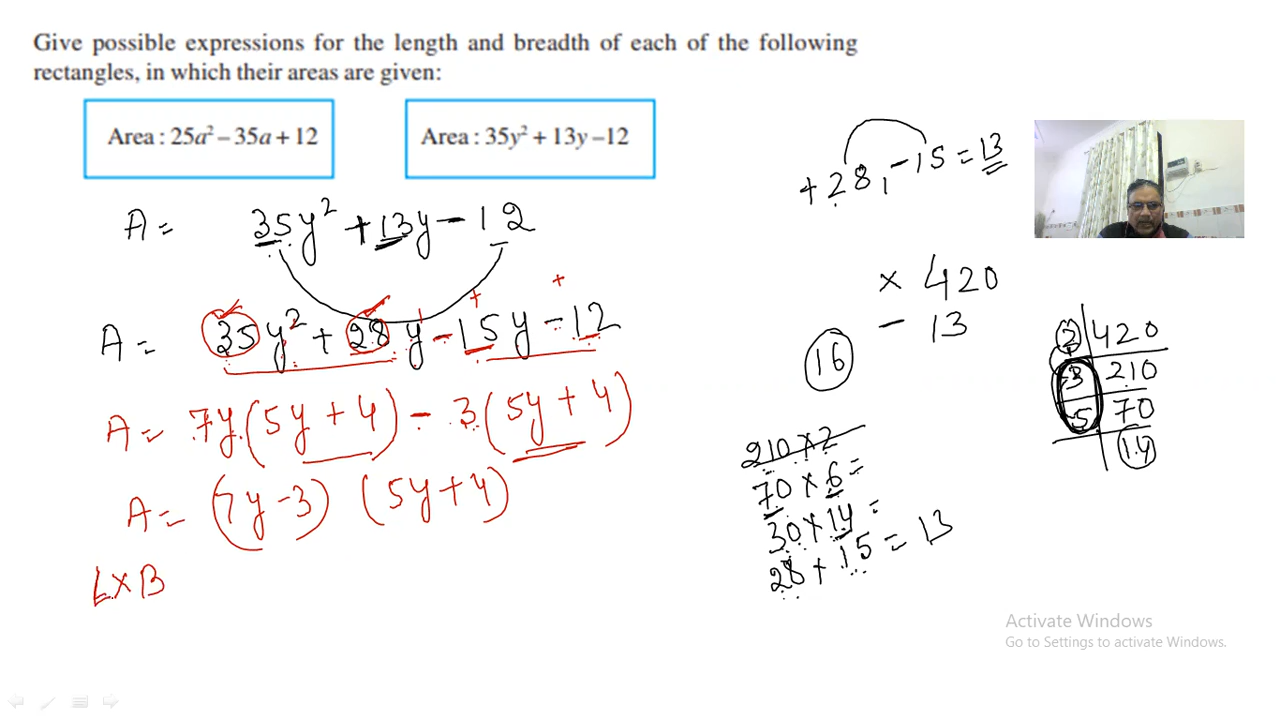 Give possible expressions for the length and breadth of each of the following
rectangles, in which their areas are given:
Area : 25a² – 35a + 12
Area : 35y² + 13y –12
A = 35y² + 13y – 12
A = 35y² + 28y – 15y – 12
+ +
A = 7y(5y + 4) – 3(5y + 4)
A = (7y – 3) (5y + 4)
L×B
+28, –15 = 13
× 420
– 13
16
210 × 2
70 × 6 =
30 × 14 =
28 + 15 = 13
2 | 420
3 | 210
5 | 70
| 14
Activate Windows
Go to Settings to activate Windows.